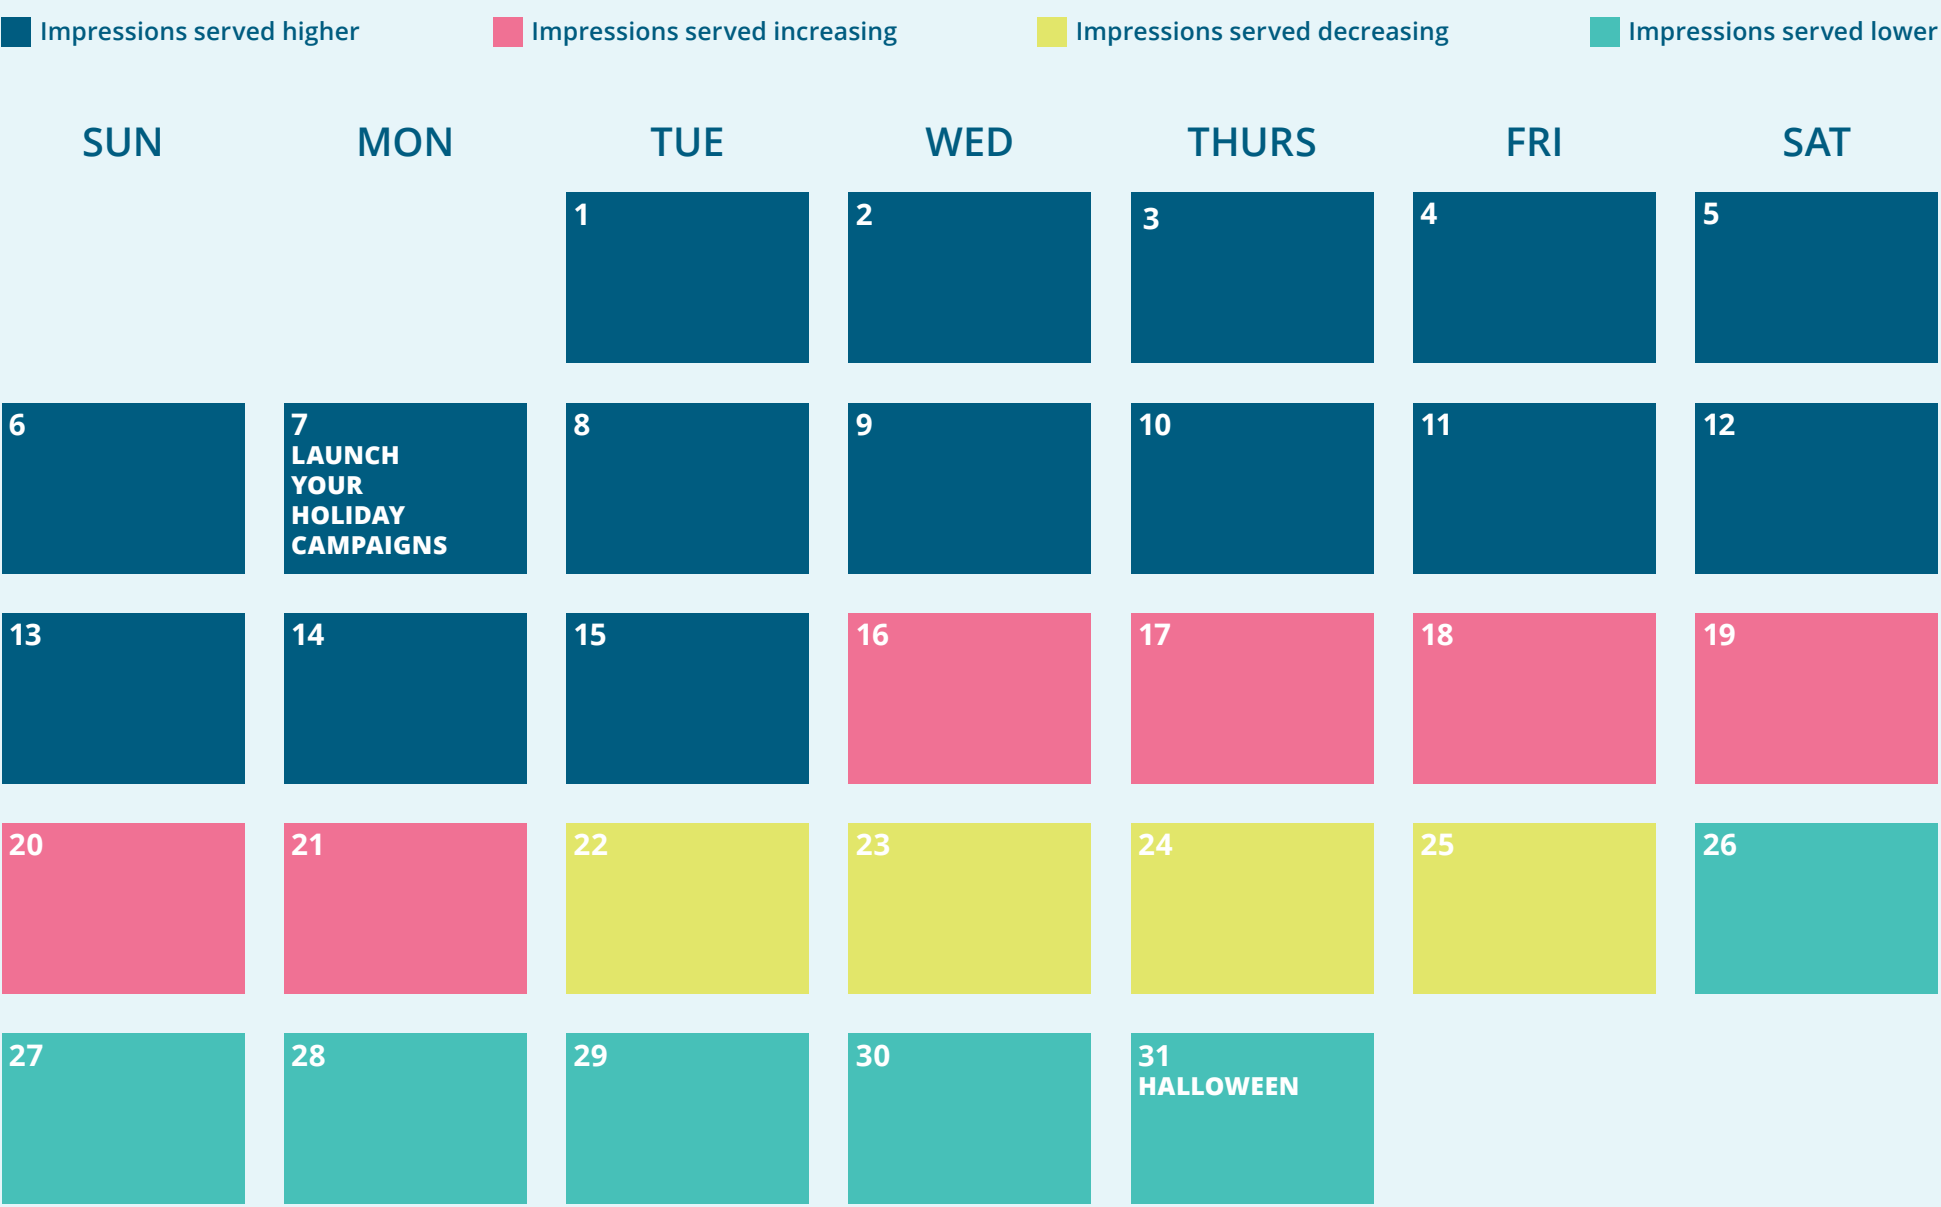 Impressions served higher
Impressions served increasing
Impressions served decreasing
Impressions served lower
SUN MON TUE WED THURS FRI SAT
1 2 3 4 5
6 7 8 9 10 11 12
LAUNCH
YOUR
HOLIDAY
CAMPAIGNS
13 14 15 16 17 18 19
20 21 22 23 24 25 26
27 28 29 30 31
HALLOWEEN